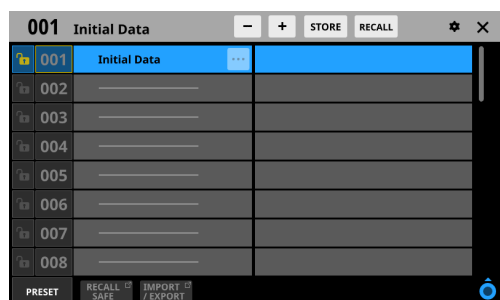 001 Initial Data − + STORE RECALL
001 Initial Data ...
002
003
004
005
006
007
008
PRESET RECALL SAFE IMPORT / EXPORT